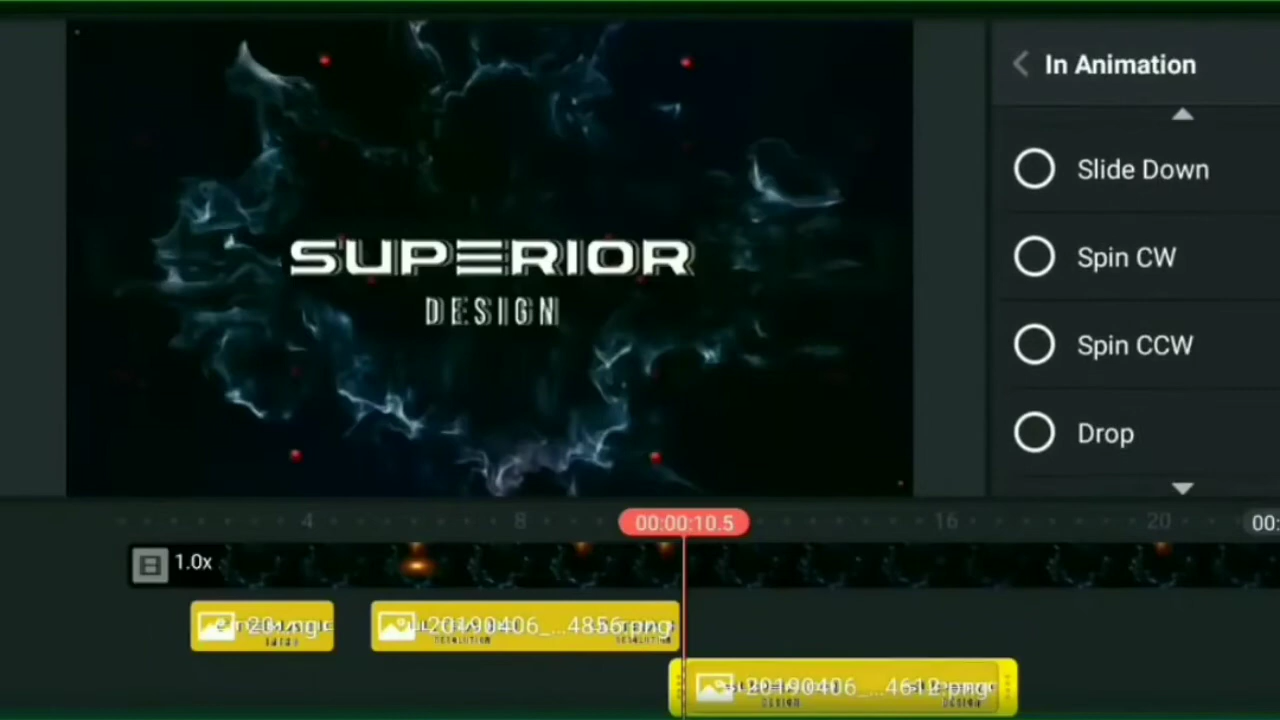 In Animation
Slide Down
SUPERIOR
Spin CW
DESIGN
Spin CCW
Drop
4
8
00:00:10.5
16
20
00:
1.0x
20190406_...4856.png
20190406_...4612.png